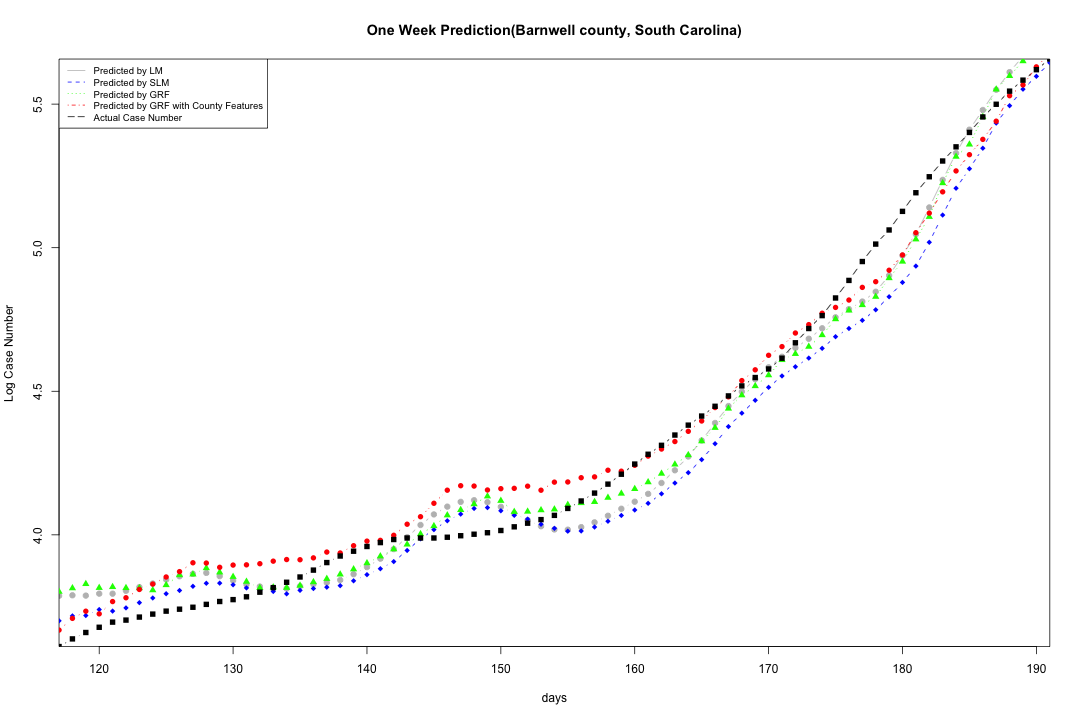 One Week Prediction(Barnwell county, South Carolina)
Predicted by LM
Predicted by SLM
Predicted by GRF
Predicted by GRF with County Features
Actual Case Number
5.5
5.0
4.5
4.0
Log Case Number
120 130 140 150 160 170 180 190
days